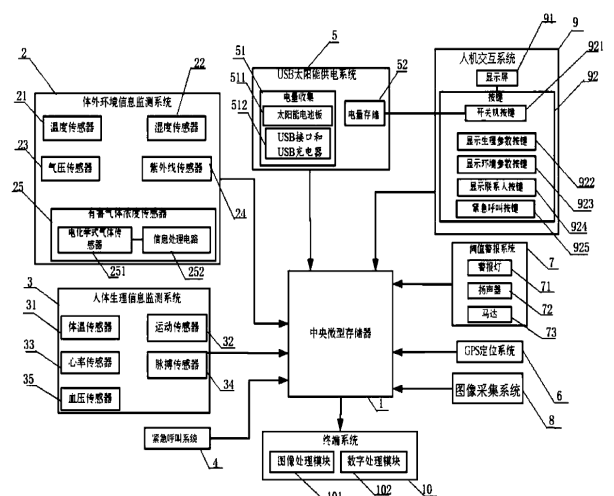 91
9
921
人机交互系统
显示屏
92
按键
开关机按键
显示生理参数按键
922
显示环境参数按键
923
显示联系人按键
924
紧急呼叫按键
925
5
USB太阳能供电系统
52
51
511
512
电量收集
太阳能电池板
USB接口和
USB充电器
电量存储
2
22
体外环境信息监测系统
21
温度传感器
湿度传感器
23
气压传感器
紫外线传感器
24
25
有害气体浓度传感器
电化学式气体传
感器
信息处理电路
251
252
3
人体生理信息监测系统
31
体温传感器
运动传感器
32
33
心率传感器
脉搏传感器
34
35
血压传感器
紧急呼叫系统
4
中央微型存储器
1
阈值警报系统
7
警报灯
71
扬声器
72
马达
73
GPS定位系统
6
图像采集系统
8
终端系统
图像处理模块
数字处理模块
101
102
10